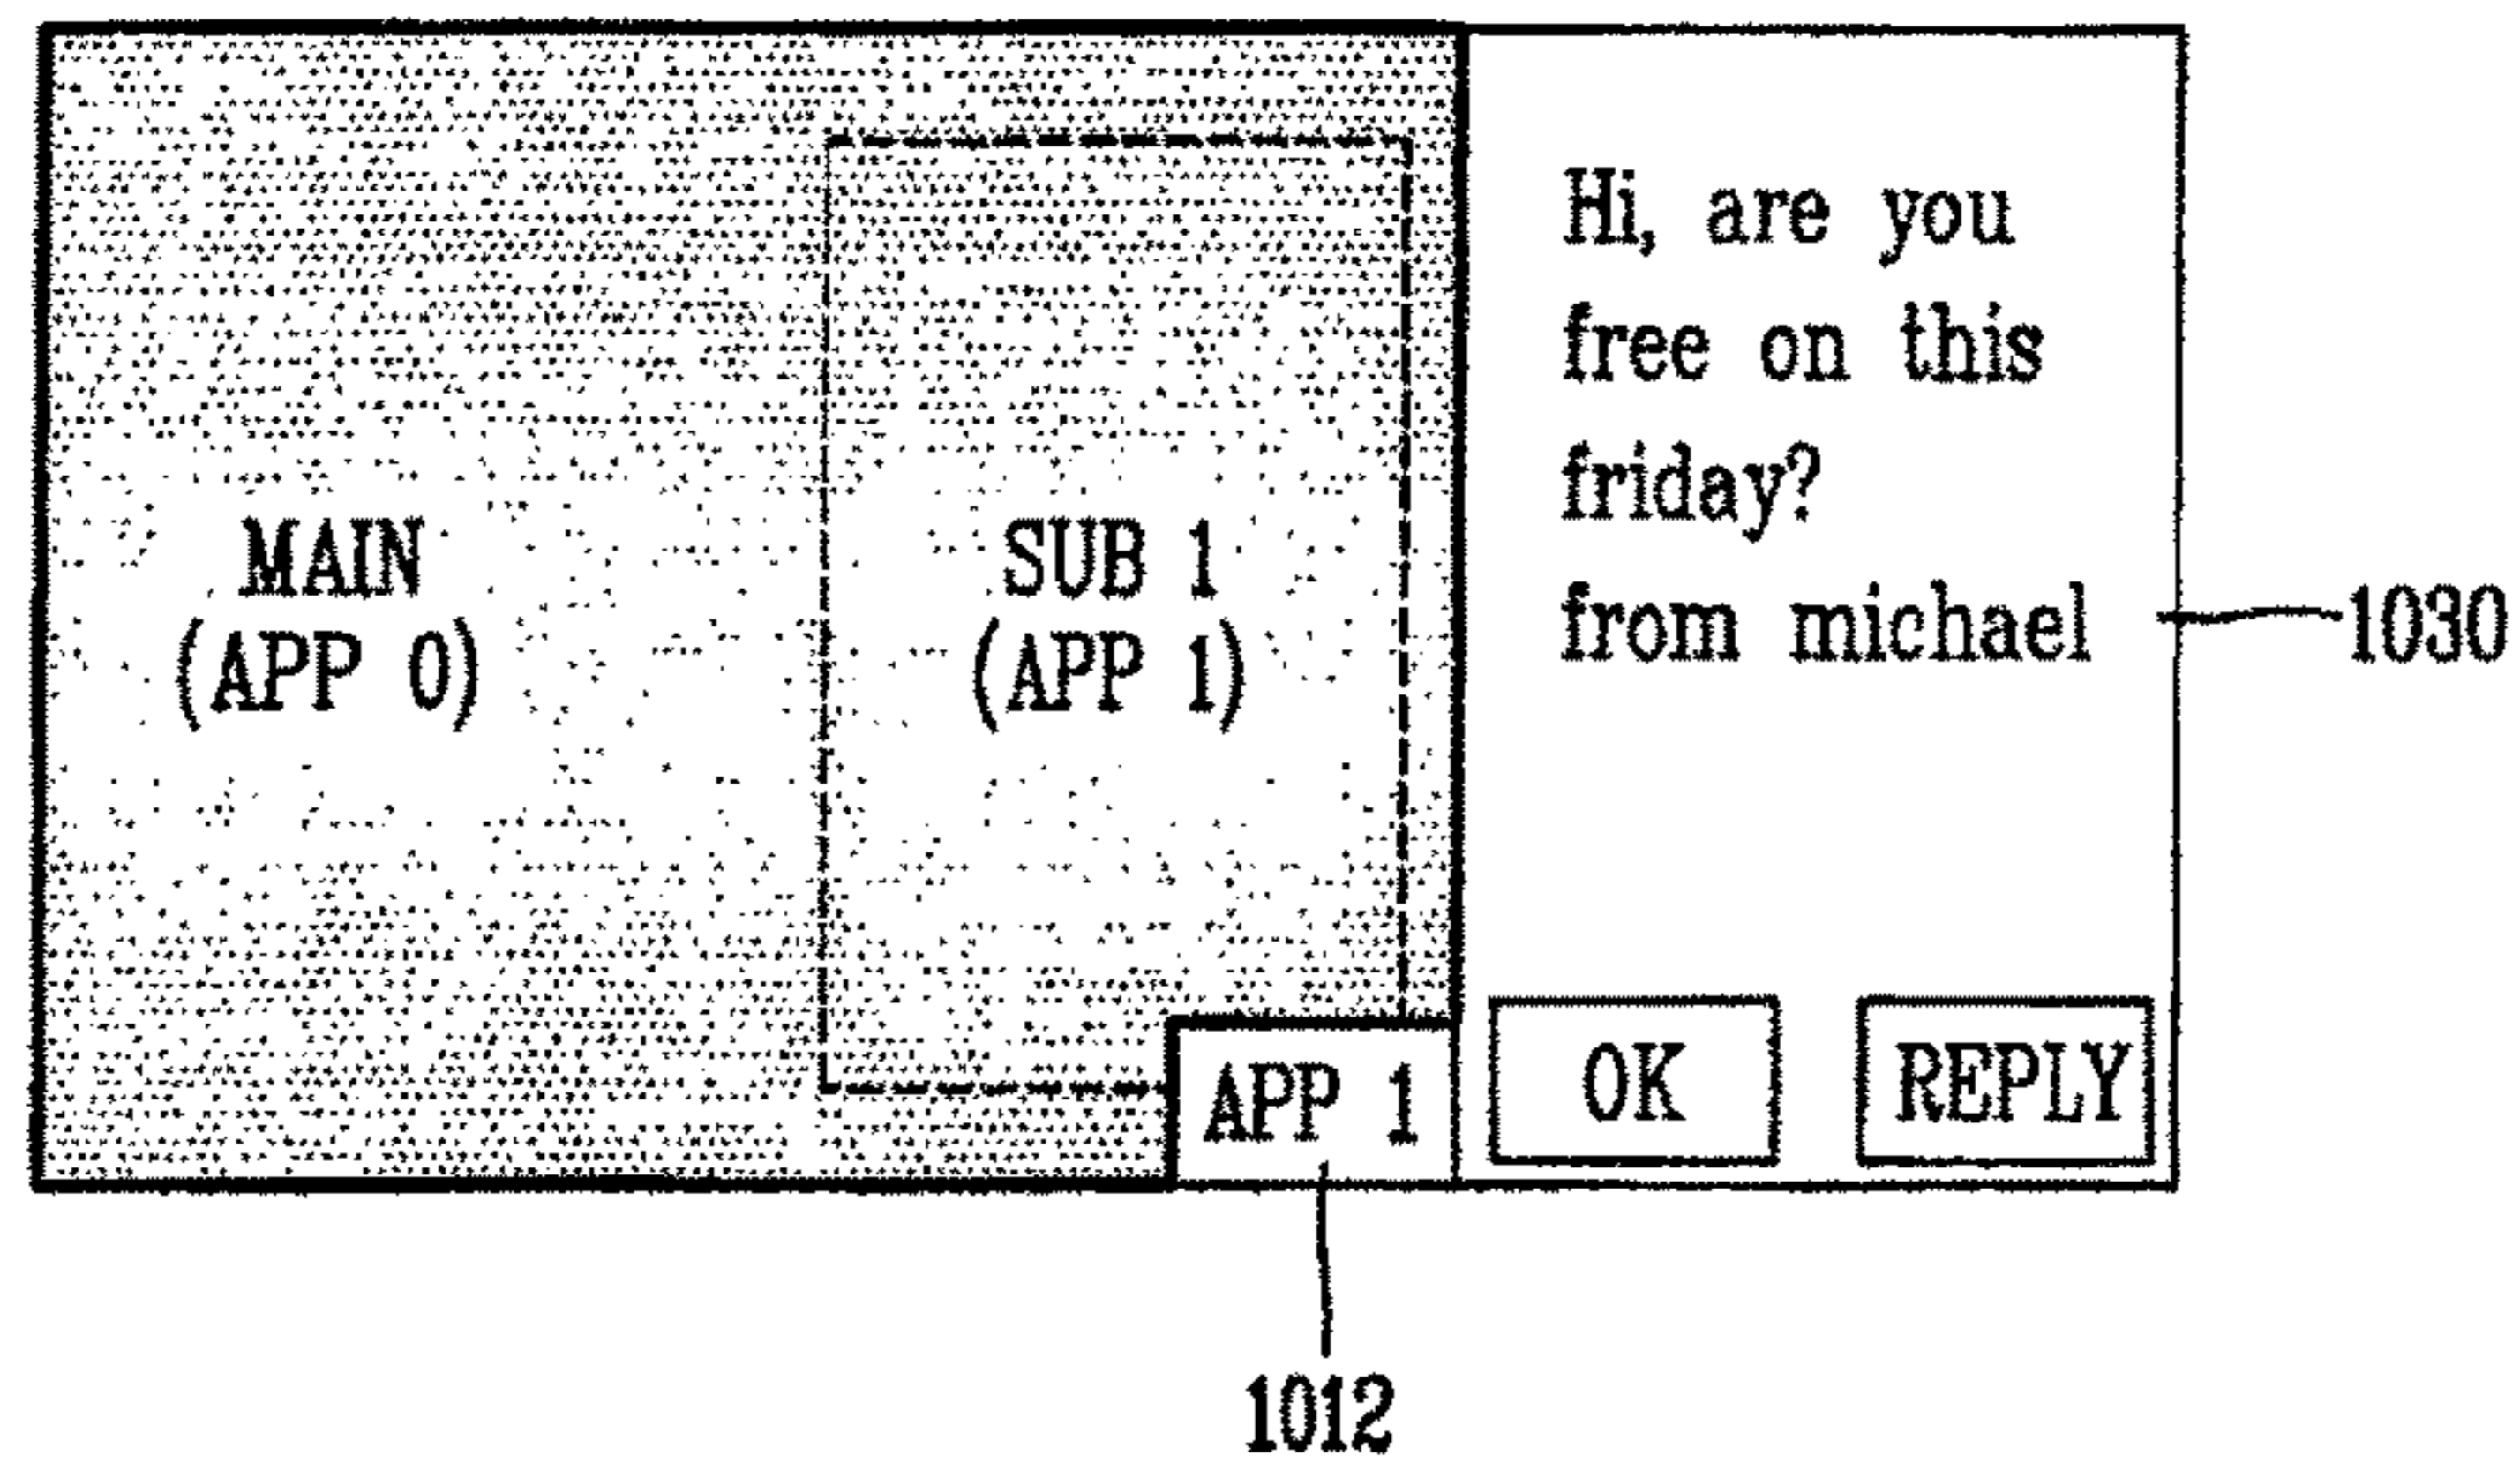 MAIN
(APP 0)
SUB 1
(APP 1)
Hi, are you
free on this
friday?
from michael
1030
APP 1
OK
REPLY
1012